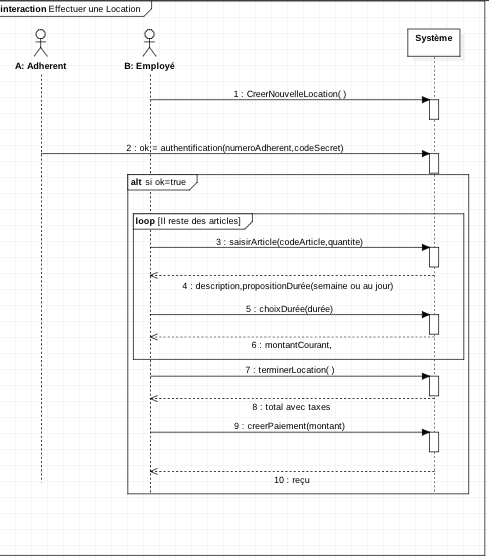 interaction Effectuer une Location
Système
A: Adherent
B: Employé
1 : CreerNouvelleLocation( )
2 : ok = authentification(numeroAdherent,codeSecret)
alt si ok=true
loop [Il reste des articles]
3 : saisirArticle(codeArticle,quantite)
4 : description,propositionDurée(semaine ou au jour)
5 : choixDurée(durée)
6 : montantCourant,
7 : terminerLocation( )
8 : total avec taxes
9 : creerPaiement(montant)
10 : reçu